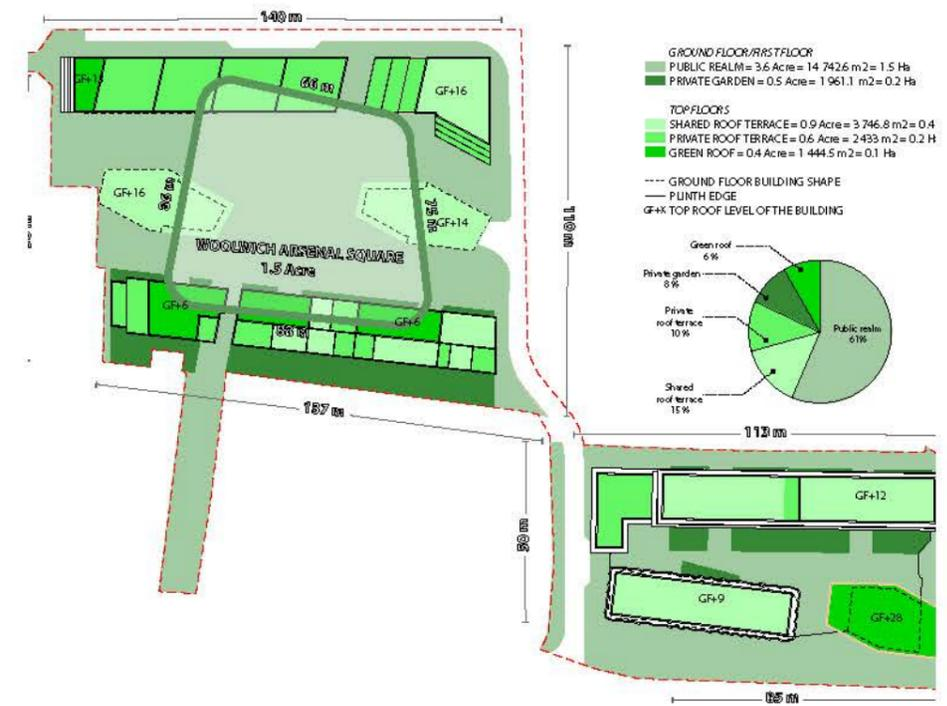 140 m
GROUND FLOOR/FIRST FLOOR
PUBLIC REALM = 3.6 Acre = 14 742.6 m2 = 1.5 Ha
PRIVATE GARDEN = 0.5 Acre = 1 961.1 m2 = 0.2 Ha
TOP FLOORS
SHARED ROOF TERRACE = 0.9 Acre = 3 746.8 m2 = 0.4
PRIVATE ROOF TERRACE = 0.6 Acre = 2433 m2 = 0.2 H
GREEN ROOF = 0.4 Acre = 1 444.5 m2 = 0.1 Ha
GROUND FLOOR BUILDING SHAPE
PLINTH EDGE
GF+X TOP ROOF LEVEL OF THE BUILDING
66 m
GF+16
GF+16
75 m
GF+14
110 m
WOOLWICH ARSENAL SQUARE
1.5 Acre
GF+6
GF+6
137 m
Green roof
6%
Private garden
8%
Private
roof terrace
10%
Public realm
61%
Shared
roof terrace
15%
113 m
GF+12
50 m
GF+9
GF+28
65 m